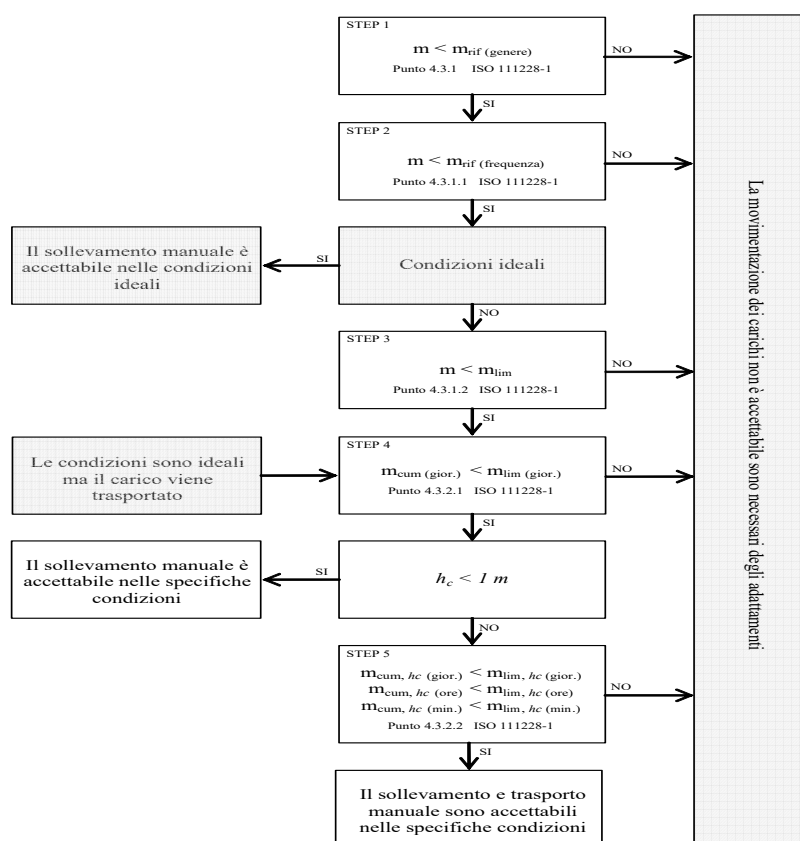 STEP 1
m < mrif (genere)
Punto 4.3.1 ISO 111228-1
NO
SI
STEP 2
m < mrif (frequenza)
Punto 4.3.1.1 ISO 111228-1
NO
SI
Il sollevamento manuale è
accettabile nelle condizioni
ideali
SI
Condizioni ideali
NO
STEP 3
m < mlim
Punto 4.3.1.2 ISO 111228-1
NO
SI
Le condizioni sono ideali
ma il carico viene
trasportato
STEP 4
mcum (gior.) < mlim (gior.)
Punto 4.3.2.1 ISO 111228-1
NO
SI
Il sollevamento manuale è
accettabile nelle specifiche
condizioni
SI
hc < 1 m
NO
STEP 5
mcum, hc (gior.) < mlim, hc (gior.)
mcum, hc (ore) < mlim, hc (ore)
mcum, hc (min.) < mlim, hc (min.)
Punto 4.3.2.2 ISO 111228-1
NO
SI
Il sollevamento e trasporto
manuale sono accettabili
nelle specifiche condizioni
La movimentazione dei carichi non è accettabile sono necessari degli adattamenti